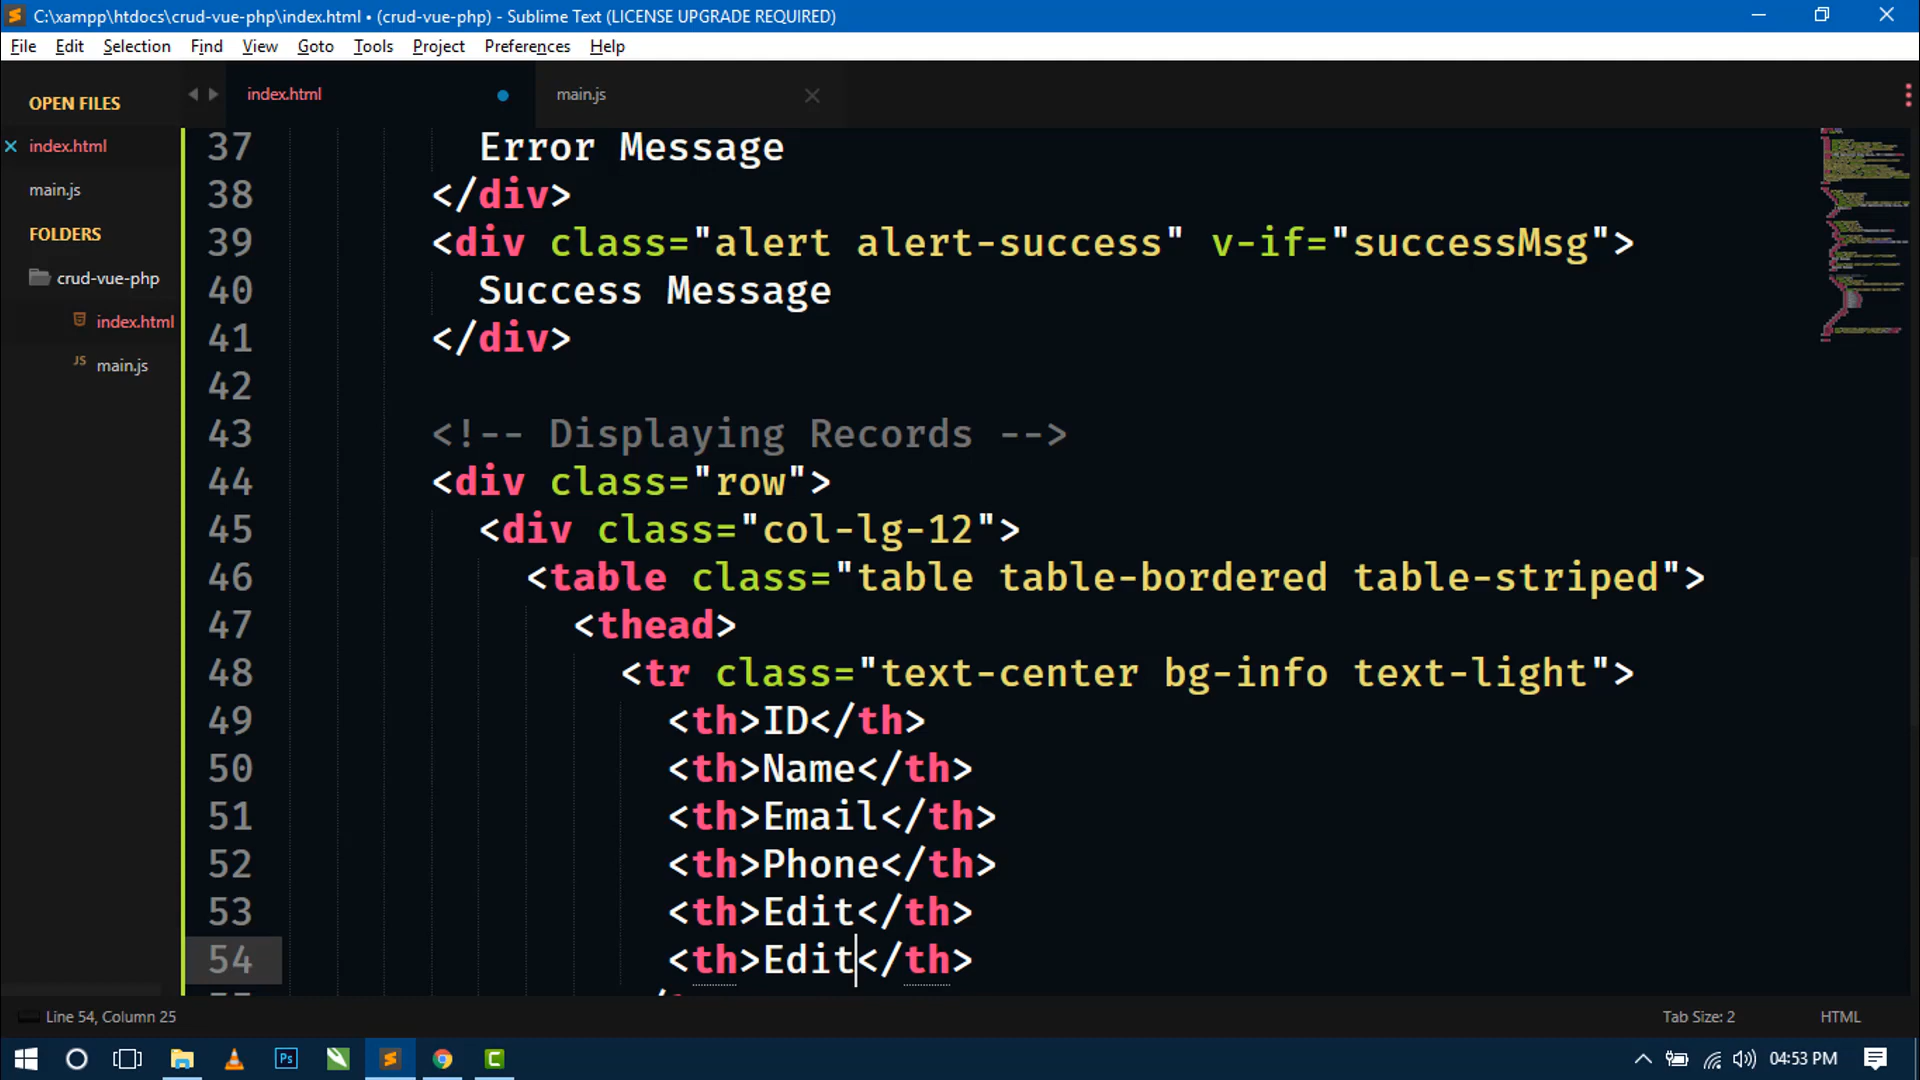 C:\xampp\htdocs\crud-vue-php\index.html • (crud-vue-php) - Sublime Text (LICENSE UPGRADE REQUIRED)
File Edit Selection Find View Goto Tools Project Preferences Help
OPEN FILES
index.html
main.js
FOLDERS
crud-vue-php
index.html
main.js
index.html
main.js
37 Error Message
38 </div>
39 <div class="alert alert-success" v-if="successMsg">
40 Success Message
41 </div>
42
43 <!-- Displaying Records -->
44 <div class="row">
45 <div class="col-lg-12">
46 <table class="table table-bordered table-striped">
47 <thead>
48 <tr class="text-center bg-info text-light">
49 <th>ID</th>
50 <th>Name</th>
51 <th>Email</th>
52 <th>Phone</th>
53 <th>Edit</th>
54 <th>Edit</th>
Line 54, Column 25
Tab Size: 2
HTML
04:53 PM